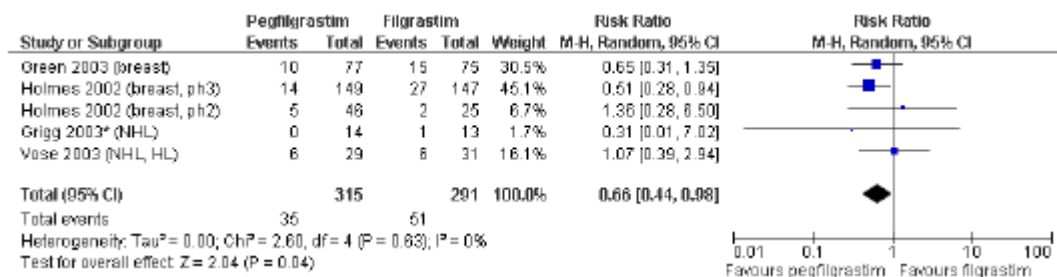 Pegfilgrastim Filgrastim Risk Ratio Risk Ratio
Study or Subgroup Events Total Events Total Weight M-H, Random, 95% CI M-H, Random, 95% CI
Green 2003 (breast) 10 77 15 75 30.5% 0.65 [0.31, 1.35]
Holmes 2002 (breast, ph3) 14 149 27 147 45.1% 0.51 [0.28, 0.94]
Holmes 2002 (breast, ph2) 5 46 2 25 6.7% 1.36 [0.28, 6.50]
Grigg 2003* (NHL) 0 14 1 13 1.7% 0.31 [0.01, 7.02]
Vose 2003 (NHL, HL) 6 29 6 31 16.1% 1.07 [0.39, 2.94]
Total (95% CI) 315 291 100.0% 0.66 [0.44, 0.98]
Total events 35 51
Heterogeneity: Tau² = 0.00; Chi² = 2.60, df = 4 (P = 0.63); I² = 0%
Test for overall effect: Z = 2.04 (P = 0.04)
0.01 0.1 1 10 100
Favours pegfilgrastim Favours filgrastim